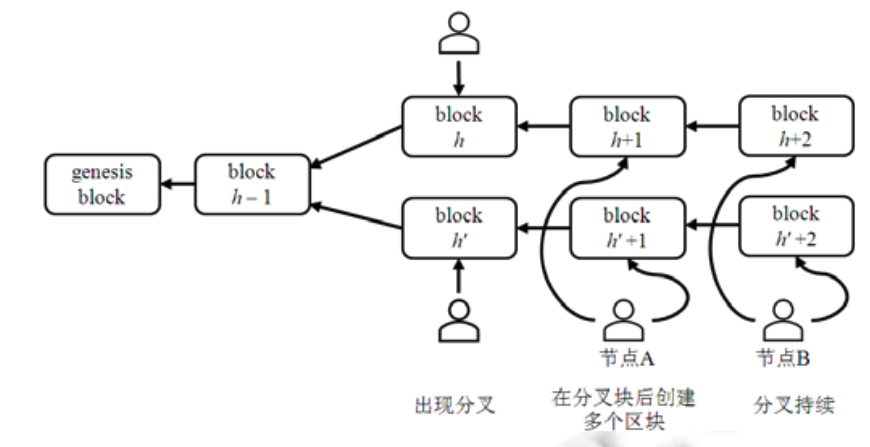 block
h
block
h+1
block
h+2
genesis
block
block
h – 1
block
h′
block
h′+1
block
h′+2
节点A
节点B
出现分叉
在分叉块后创建
多个区块
分叉持续